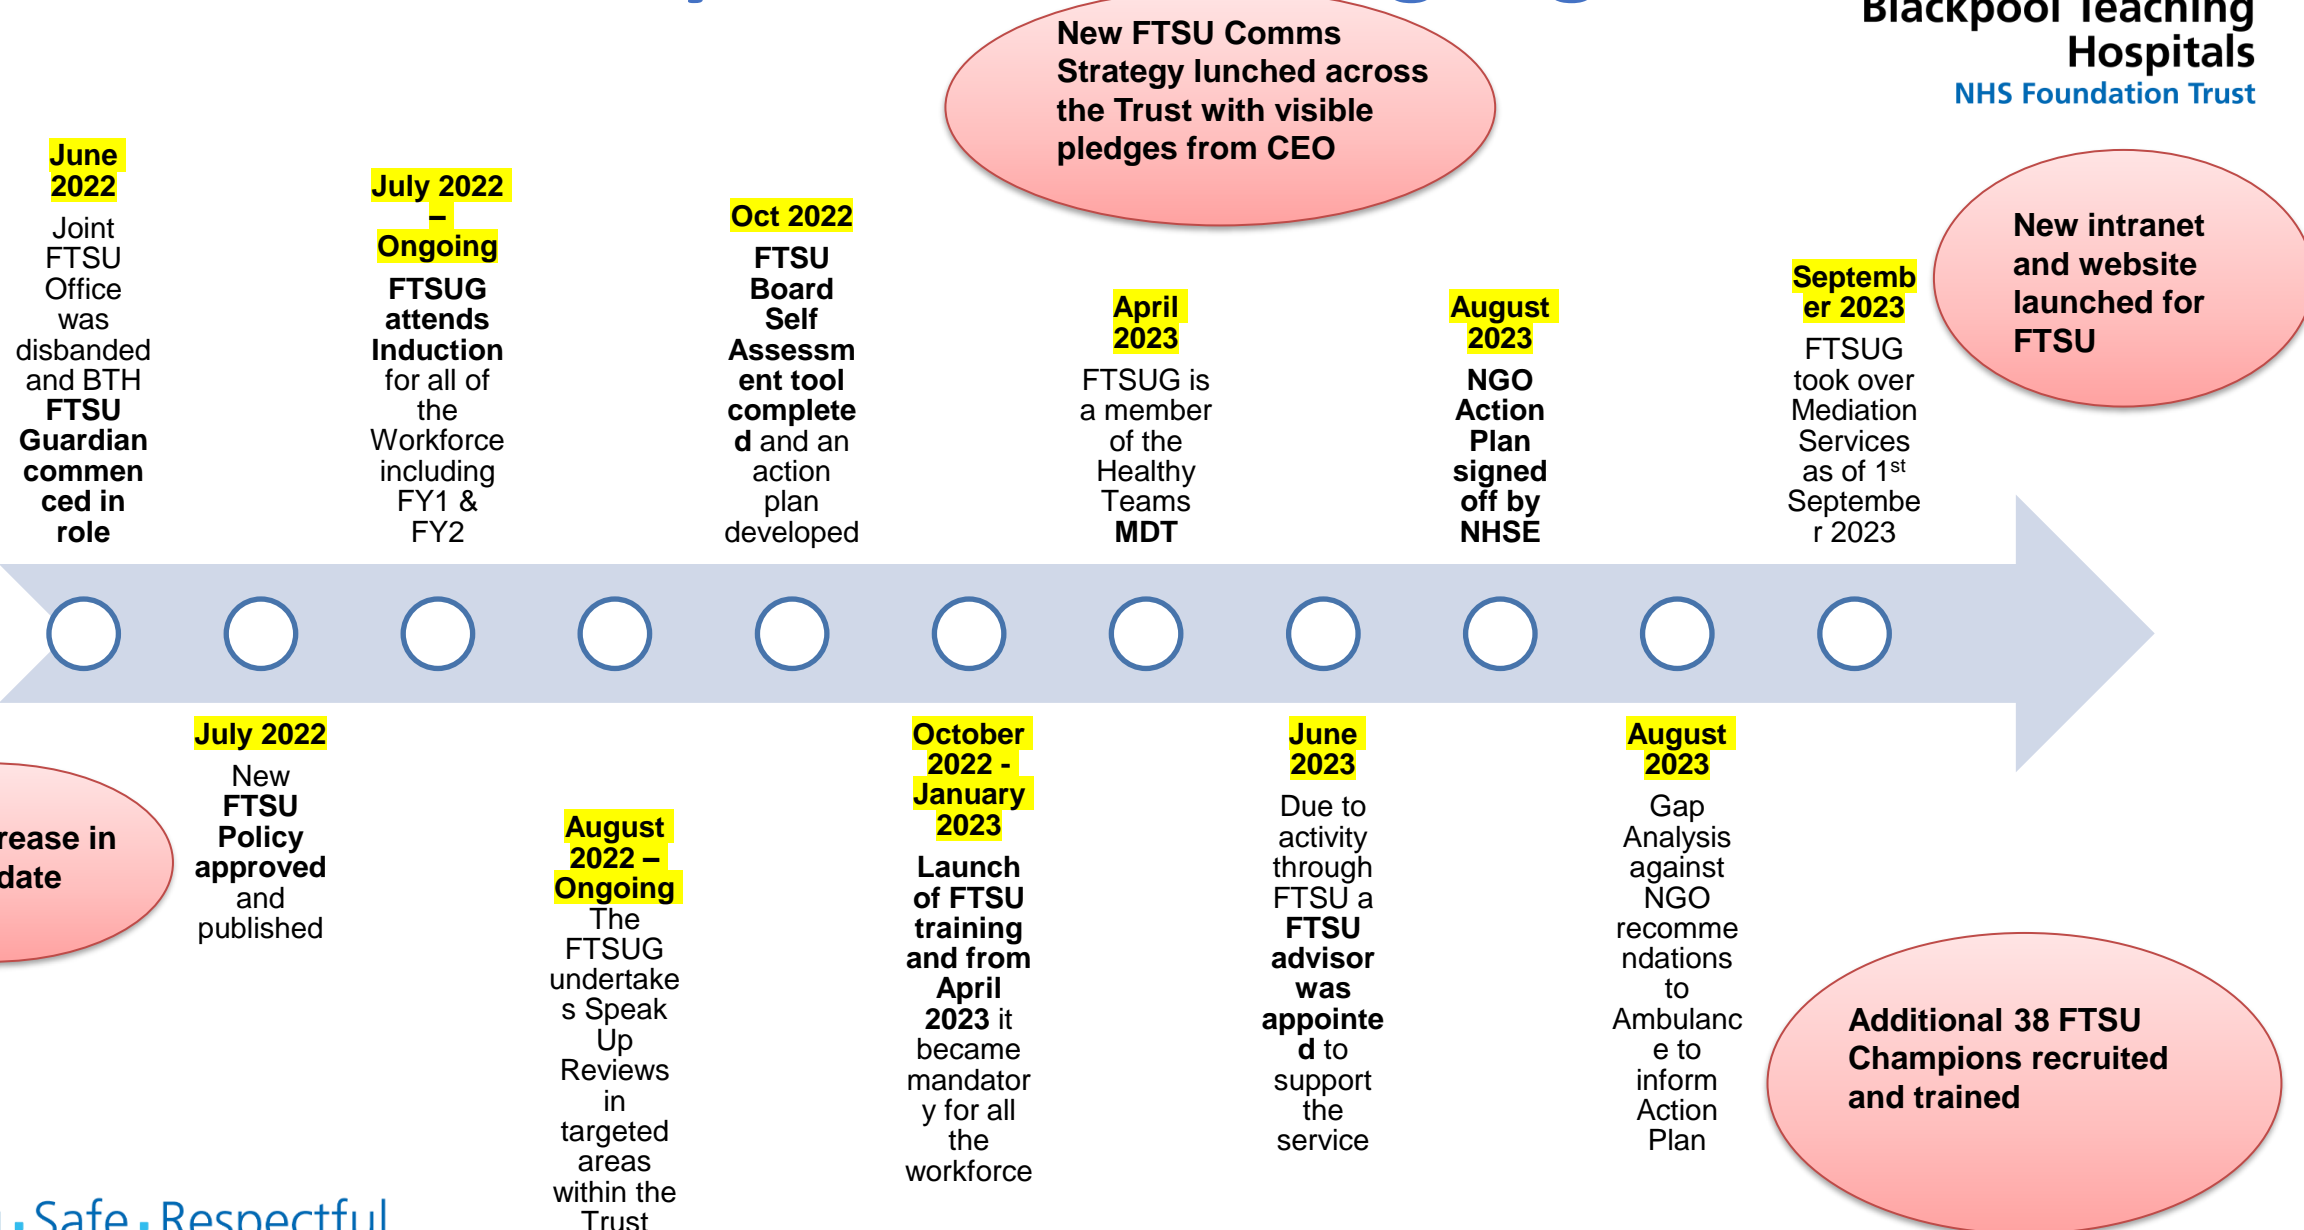 Blackpool Teaching
Hospitals
NHS Foundation Trust
New FTSU Comms
Strategy lunched across
the Trust with visible
pledges from CEO
New intranet
and website
launched for
FTSU
June
2022
Joint
FTSU
Office
was
disbanded
and BTH
FTSU
Guardian
commen
ced in
role
July 2022
–
Ongoing
FTSUG
attends
Induction
for all of
the
Workforce
including
FY1 &
FY2
Oct 2022
FTSU
Board
Self
Assessm
ent tool
complete
d and an
action
plan
developed
April
2023
FTSUG is
a member
of the
Healthy
Teams
MDT
August
2023
NGO
Action
Plan
signed
off by
NHSE
Septemb
er 2023
FTSUG
took over
Mediation
Services
as of 1st
Septembe
r 2023
rease in
date
July 2022
New
FTSU
Policy
approved
and
published
August
2022 –
Ongoing
The
FTSUG
undertake
s Speak
Up
Reviews
in
targeted
areas
within the
Trust
October
2022 -
January
2023
Launch
of FTSU
training
and from
April
2023 it
became
mandator
y for all
the
workforce
June
2023
Due to
activity
through
FTSU a
FTSU
advisor
was
appointe
d to
support
the
service
August
2023
Gap
Analysis
against
NGO
recomme
ndations
to
Ambulanc
e to
inform
Action
Plan
Additional 38 FTSU
Champions recruited
and trained
Safe Respectful